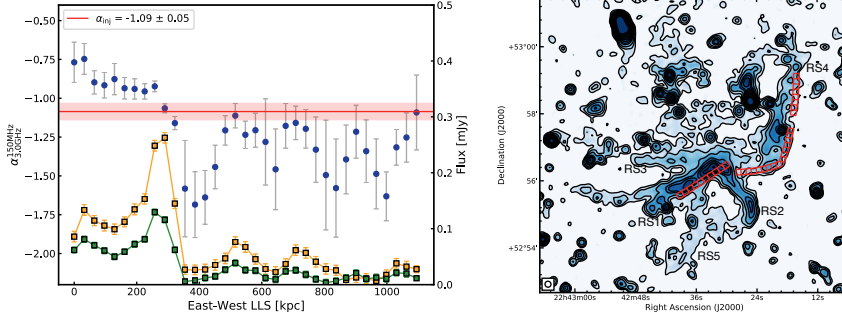 α_inj = -1.09 ± 0.05
−0.50
−0.75
−1.00
−1.25
−1.50
−1.75
−2.00
α^150MHz_3.0GHz
0.5
0.4
0.3
0.2
0.1
0.0
Flux [mJy]
0
200
400
600
800
1000
East-West LLS [kpc]
+53°00'
58'
56'
+52°54'
Declination (J2000)
RS4
RS3
RS1
RS2
RS5
22h43m00s
42m48s
36s
24s
12s
Right Ascension (J2000)